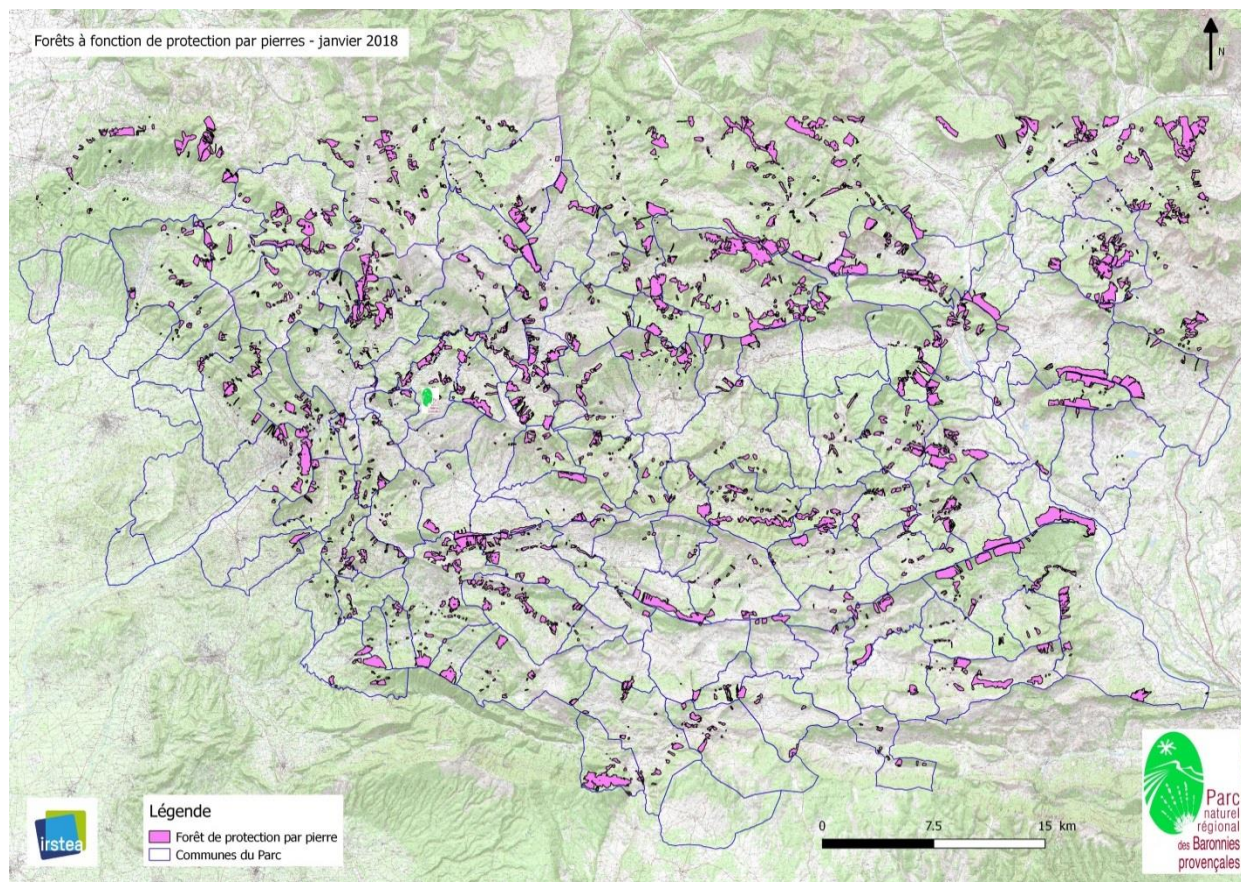 Forêts à fonction de protection par pierres - janvier 2018
N
irstea
Légende
Forêt de protection par pierre
Communes du Parc
0 7.5 15 km
Parc
naturel
régional
des Baronnies
provençales